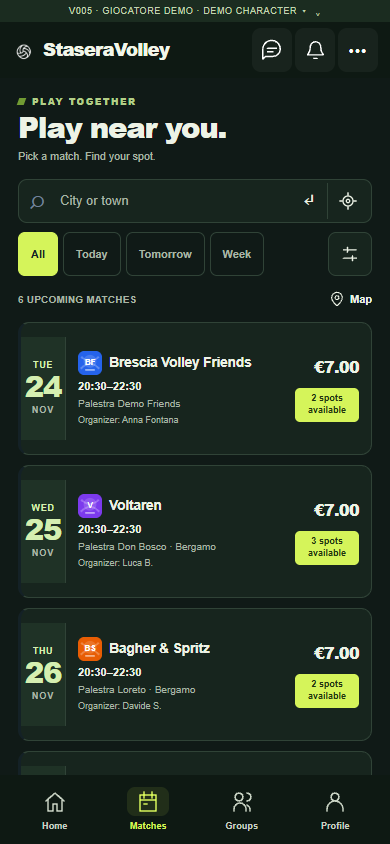 V005 · GIOCATORE DEMO · DEMO CHARACTER
StaseraVolley
PLAY TOGETHER
Play near you.
Pick a match. Find your spot.
City or town
All
Today
Tomorrow
Week
6 UPCOMING MATCHES
Map
TUE
24
NOV
BF
Brescia Volley Friends
20:30–22:30
Palestra Demo Friends
Organizer: Anna Fontana
€7.00
2 spots
available
WED
25
NOV
V
Voltaren
20:30–22:30
Palestra Don Bosco · Bergamo
Organizer: Luca B.
€7.00
3 spots
available
THU
26
NOV
BS
Bagher & Spritz
20:30–22:30
Palestra Loreto · Bergamo
Organizer: Davide S.
€7.00
2 spots
available
Home
Matches
Groups
Profile